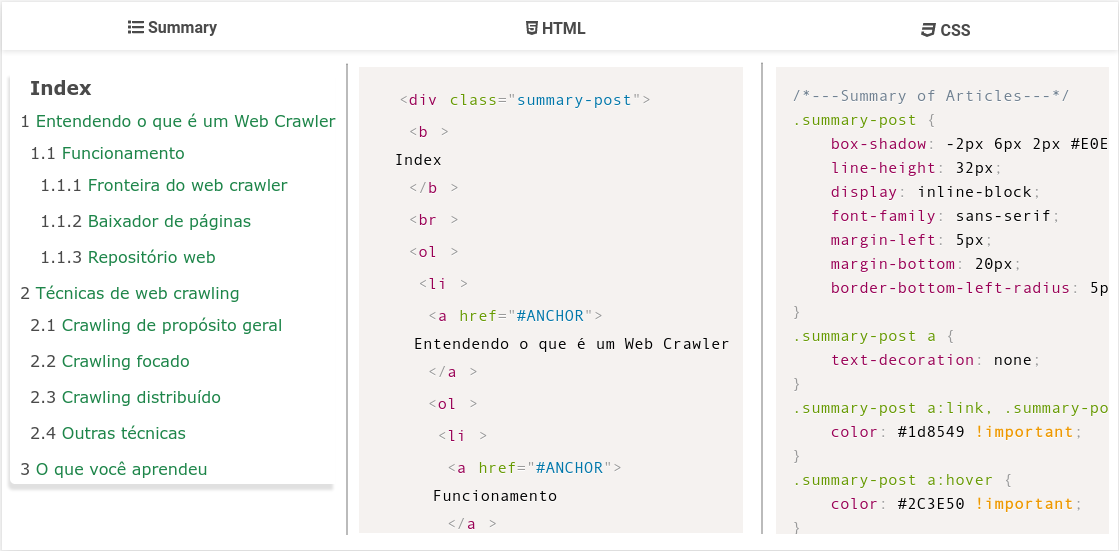 Summary
HTML
CSS
Index
1 Entendendo o que é um Web Crawler
1.1 Funcionamento
1.1.1 Fronteira do web crawler
1.1.2 Baixador de páginas
1.1.3 Repositório web
2 Técnicas de web crawling
2.1 Crawling de propósito geral
2.2 Crawling focado
2.3 Crawling distribuído
2.4 Outras técnicas
3 O que você aprendeu
<div class="summary-post">
<b >
Index
</b >
<br >
<ol >
<li >
<a href="#ANCHOR">
Entendendo o que é um Web Crawler
</a >
<ol >
<li >
<a href="#ANCHOR">
Funcionamento
</a >
/*---Summary of Articles---*/
.summary-post {
box-shadow: -2px 6px 2px #E0E
line-height: 32px;
display: inline-block;
font-family: sans-serif;
margin-left: 5px;
margin-bottom: 20px;
border-bottom-left-radius: 5p
}
.summary-post a {
text-decoration: none;
}
.summary-post a:link, .summary-po
color: #1d8549 !important;
}
.summary-post a:hover {
color: #2C3E50 !important;
}